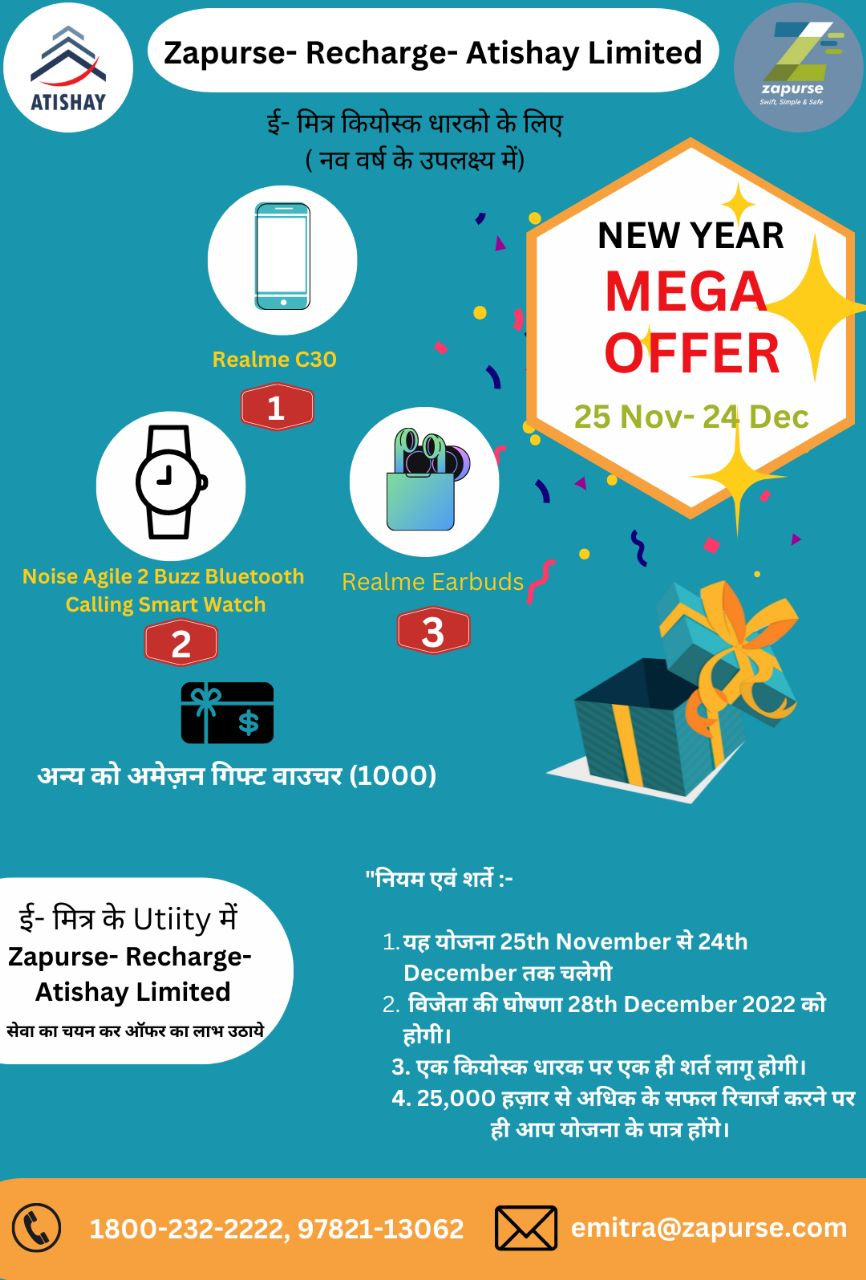 ATISHAY
Zapurse- Recharge- Atishay Limited
zapurse
Swift, Simple & Safe
ई- मित्र कियोस्क धारको के लिए
( नव वर्ष के उपलक्ष्य में)
NEW YEAR
MEGA
OFFER
25 Nov- 24 Dec
Realme C30
1
Noise Agile 2 Buzz Bluetooth
Calling Smart Watch
2
Realme Earbuds
3
$
अन्य को अमेज़न गिफ्ट वाउचर (1000)
ई- मित्र के Utiity में
Zapurse- Recharge-
Atishay Limited
सेवा का चयन कर ऑफर का लाभ उठाये
"नियम एवं शर्ते :-
1. यह योजना 25th November से 24th
December तक चलेगी
2. विजेता की घोषणा 28th December 2022 को
होगी।
3. एक कियोस्क धारक पर एक ही शर्त लागू होगी।
4. 25,000 हज़ार से अधिक के सफल रिचार्ज करने पर
ही आप योजना के पात्र होंगे।
1800-232-2222, 97821-13062
emitra@zapurse.com